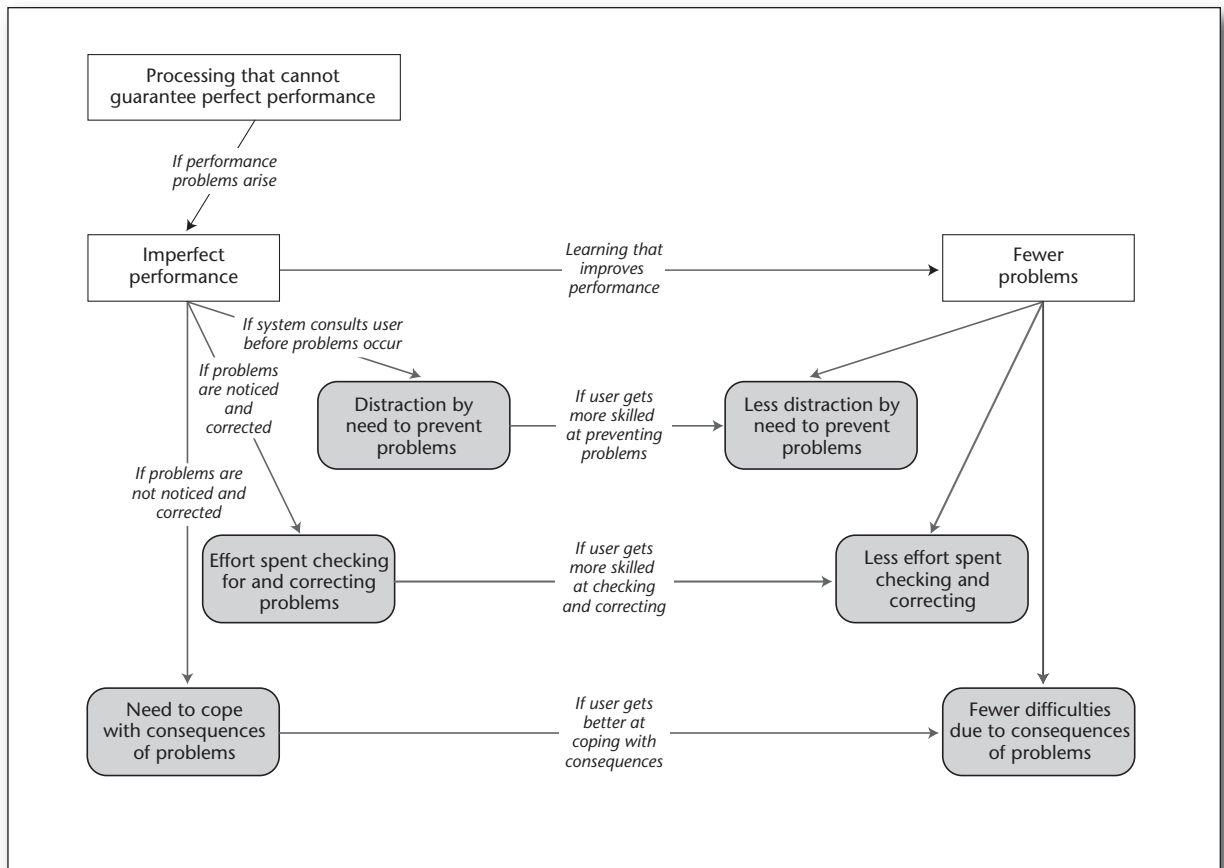 Processing that cannot
guarantee perfect performance
If performance
problems arise
Imperfect
performance
Learning that
improves
performance
Fewer
problems
If system consults user
before problems occur
If problems
are noticed
and
corrected
Distraction by
need to prevent
problems
If user gets
more skilled
at preventing
problems
Less distraction by
need to prevent
problems
If problems are
not noticed and
corrected
Effort spent checking
for and correcting
problems
If user gets
more skilled
at checking
and correcting
Less effort spent
checking and
correcting
Need to cope
with consequences
of problems
If user gets
better at
coping with
consequences
Fewer difficulties
due to consequences
of problems